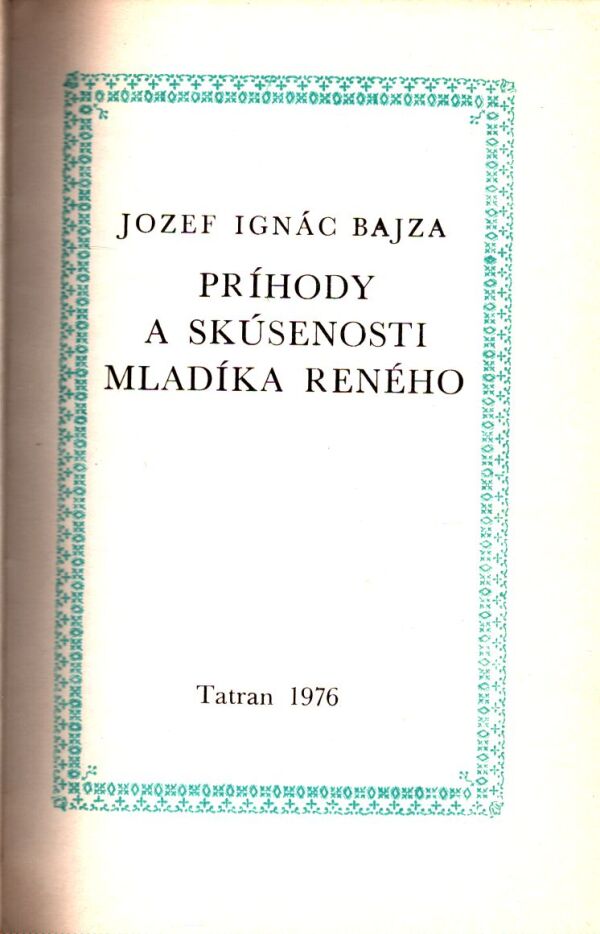 JOZEF IGNÁC BAJZA
PRÍHODY
A SKÚSENOSTI
MLADÍKA RENÉHO
Tatran 1976